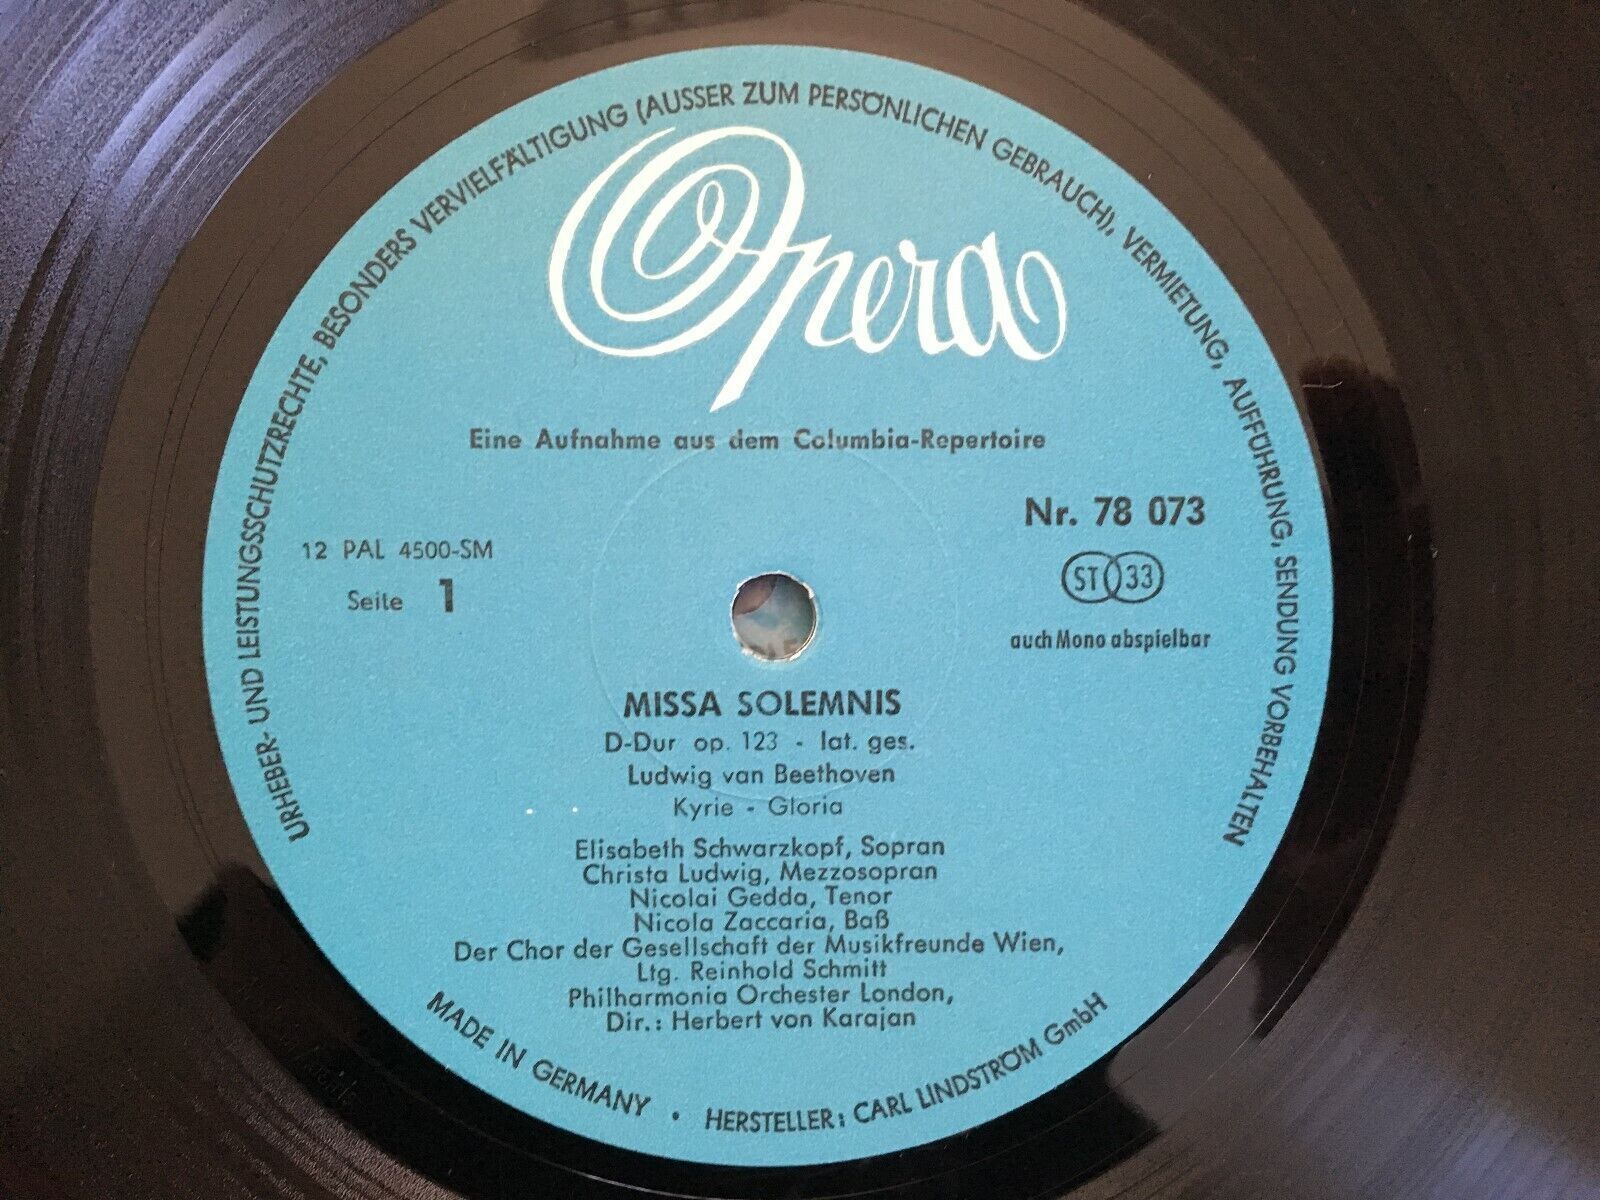 URHEBER- UND LEISTUNGSSCHUTZRECHTE, BESONDERS VERVIELFÄLTIGUNG (AUSSER ZUM PERSÖNLICHEN GEBRAUCH), VERMIETUNG, AUFFÜHRUNG, SENDUNG VORBEHALTEN
Opera
Eine Aufnahme aus dem Columbia-Repertoire
Nr. 78 073
12 PAL 4500-SM
ST 33
Seite 1
auch Mono abspielbar
MISSA SOLEMNIS
D-Dur op. 123 - lat. ges.
Ludwig van Beethoven
Kyrie - Gloria
Elisabeth Schwarzkopf, Sopran
Christa Ludwig, Mezzosopran
Nicolai Gedda, Tenor
Nicola Zaccaria, Baß
Der Chor der Gesellschaft der Musikfreunde Wien,
Ltg. Reinhold Schmitt
Philharmonia Orchester London,
Dir.: Herbert von Karajan
MADE IN GERMANY • HERSTELLER: CARL LINDSTRÖM GmbH